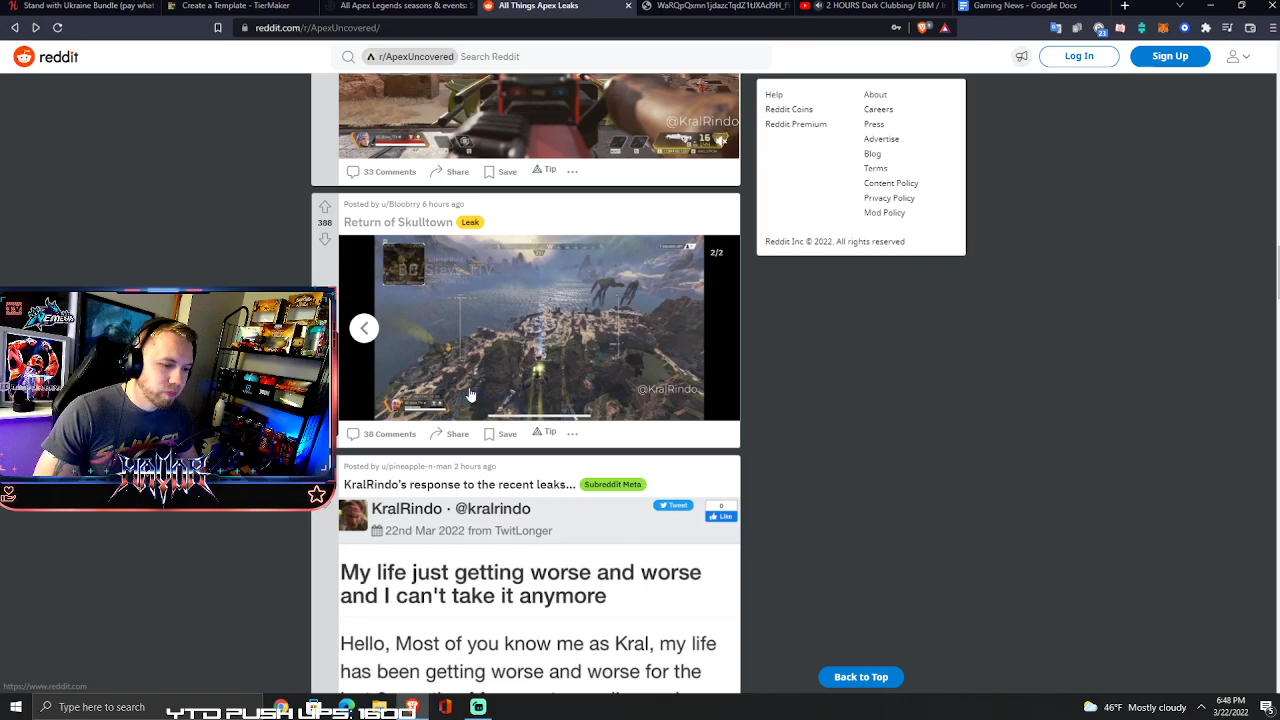 Stand with Ukraine Bundle (pay what
Create a Template - TierMaker
All Apex Legends seasons & events: S
All Things Apex Leaks
2 HOURS Dark Clubbing/ EBM / In
Gaming News - Google Docs
reddit.com/r/ApexUncovered/
23
reddit
r/ApexUncovered
Search Reddit
Log In
Sign Up
@KralRindo
16
33 Comments
Share
Save
Tip
Posted by u/Bloobrry 6 hours ago
388
Return of Skulltown
Leak
2/2
@KralRindo
38 Comments
Share
Save
Tip
Posted by u/pineapple-n-man 2 hours ago
KralRindo's response to the recent leaks...
Subreddit Meta
KralRindo · @kralrindo
Tweet
0
Like
22nd Mar 2022 from TwitLonger
My life just getting worse and worse
and I can't take it anymore
Hello, Most of you know me as Kral, my life
has been getting worse and worse for the
Help
About
Reddit Coins
Careers
Reddit Premium
Press
Advertise
Blog
Terms
Content Policy
Privacy Policy
Mod Policy
Reddit Inc © 2022. All rights reserved
Back to Top
HAVOK
https://www.reddit.com
Type here to search
YTD PUSH UPS: 1600
46°F Mostly cloudy
6:48 PM
3/22/2022
5